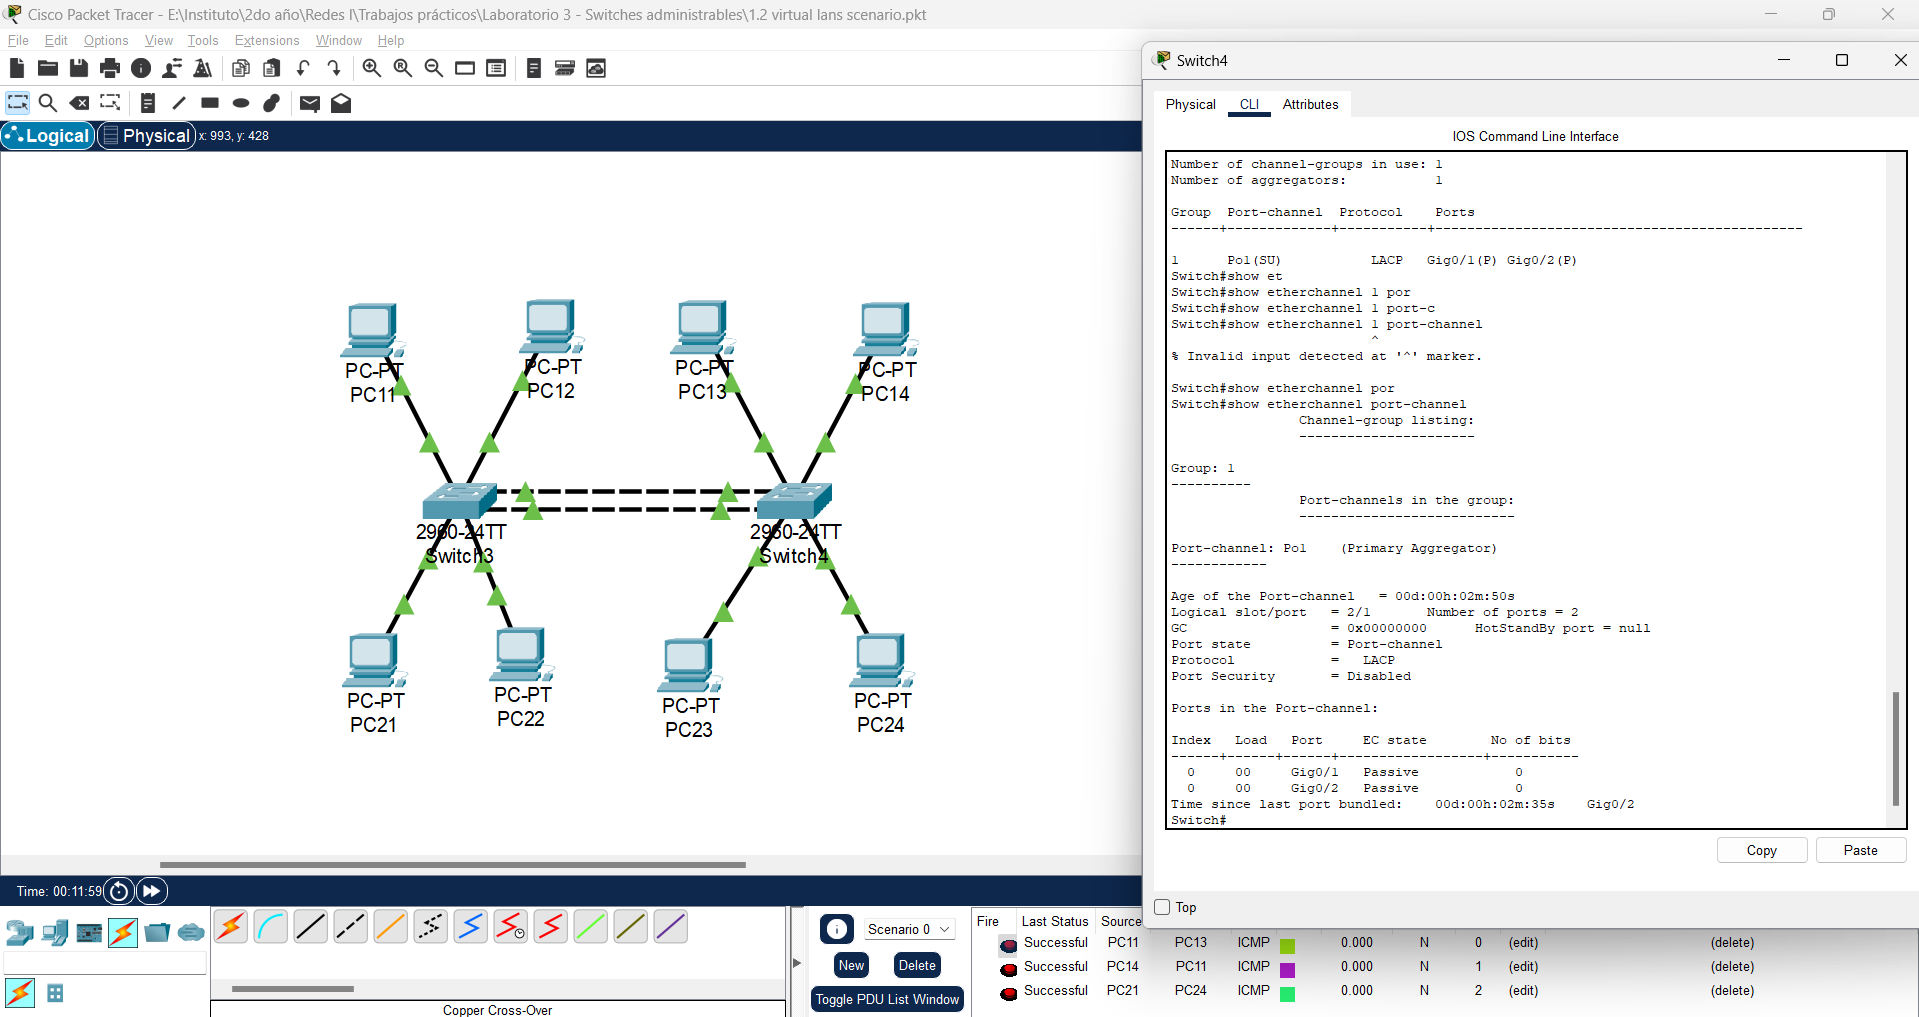 Cisco Packet Tracer - E:\Instituto\2do año\Redes I\Trabajos prácticos\Laboratorio 3 - Switches administrables\1.2 virtual lans scenario.pkt
File Edit Options View Tools Extensions Window Help
Logical Physical x: 993, y: 428
PC-PT
PC11
PC-PT
PC12
PC-PT
PC13
PC-PT
PC14
2960-24TT
Switch3
2960-24TT
Switch4
PC-PT
PC21
PC-PT
PC22
PC-PT
PC23
PC-PT
PC24
Switch4
Physical CLI Attributes
IOS Command Line Interface
Number of channel-groups in use: 1
Number of aggregators: 1
Group Port-channel Protocol Ports
------+-------------+-----------+----------------------------------------------
1 Po1(SU) LACP Gig0/1(P) Gig0/2(P)
Switch#show et
Switch#show etherchannel 1 por
Switch#show etherchannel 1 port-c
Switch#show etherchannel 1 port-channel
^
% Invalid input detected at '^' marker.
Switch#show etherchannel por
Switch#show etherchannel port-channel
Channel-group listing:
----------------------
Group: 1
----------
Port-channels in the group:
---------------------------
Port-channel: Po1 (Primary Aggregator)
------------
Age of the Port-channel = 00d:00h:02m:50s
Logical slot/port = 2/1 Number of ports = 2
GC = 0x00000000 HotStandBy port = null
Port state = Port-channel
Protocol = LACP
Port Security = Disabled
Ports in the Port-channel:
Index Load Port EC state No of bits
------+------+------+------------------+-----------
0 00 Gig0/1 Passive 0
0 00 Gig0/2 Passive 0
Time since last port bundled: 00d:00h:02m:35s Gig0/2
Switch#
Copy Paste
Top
Time: 00:11:59
Copper Cross-Over
Scenario 0
New Delete
Toggle PDU List Window
Fire Last Status Source
Successful PC11 PC13 ICMP 0.000 N 0 (edit) (delete)
Successful PC14 PC11 ICMP 0.000 N 1 (edit) (delete)
Successful PC21 PC24 ICMP 0.000 N 2 (edit) (delete)